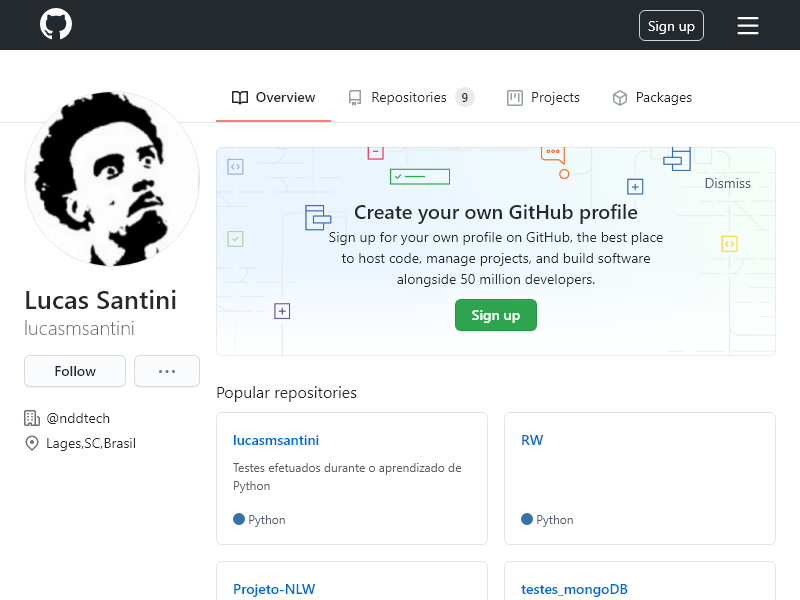 Sign up
Overview
Repositories 9
Projects
Packages
Dismiss
Create your own GitHub profile
Sign up for your own profile on GitHub, the best place
to host code, manage projects, and build software
alongside 50 million developers.
Sign up
Lucas Santini
lucasmsantini
Follow
@nddtech
Lages,SC,Brasil
Popular repositories
lucasmsantini
Testes efetuados durante o aprendizado de
Python
Python
RW
Python
Projeto-NLW
testes_mongoDB